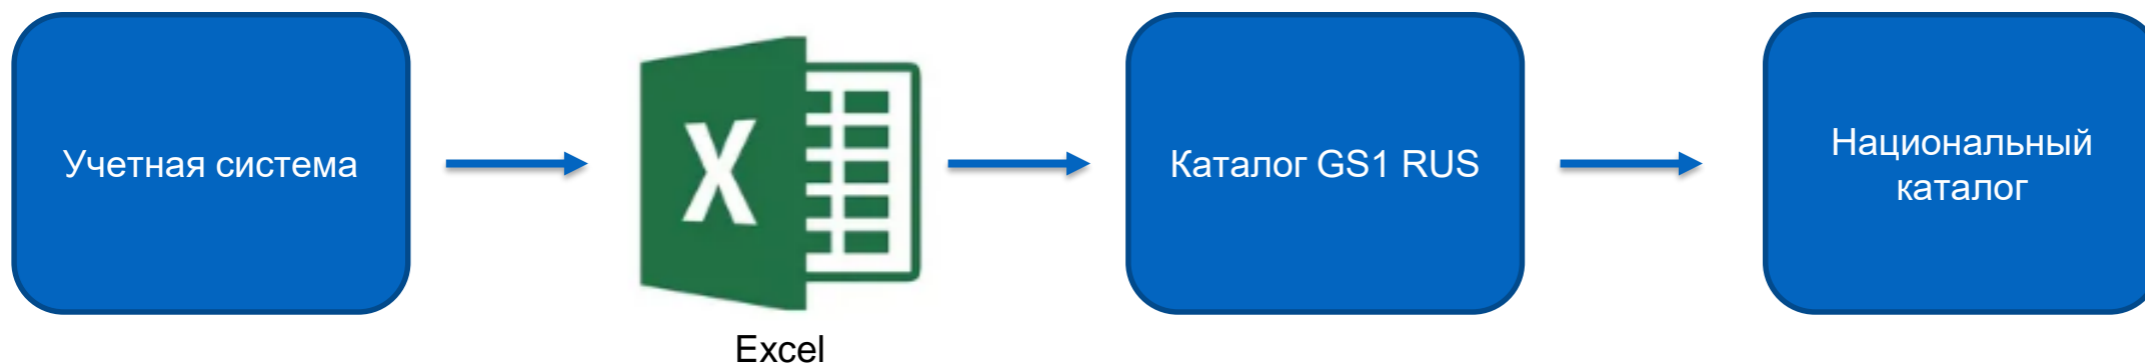 Учетная система
X
Каталог GS1 RUS
Национальный
каталог
Excel